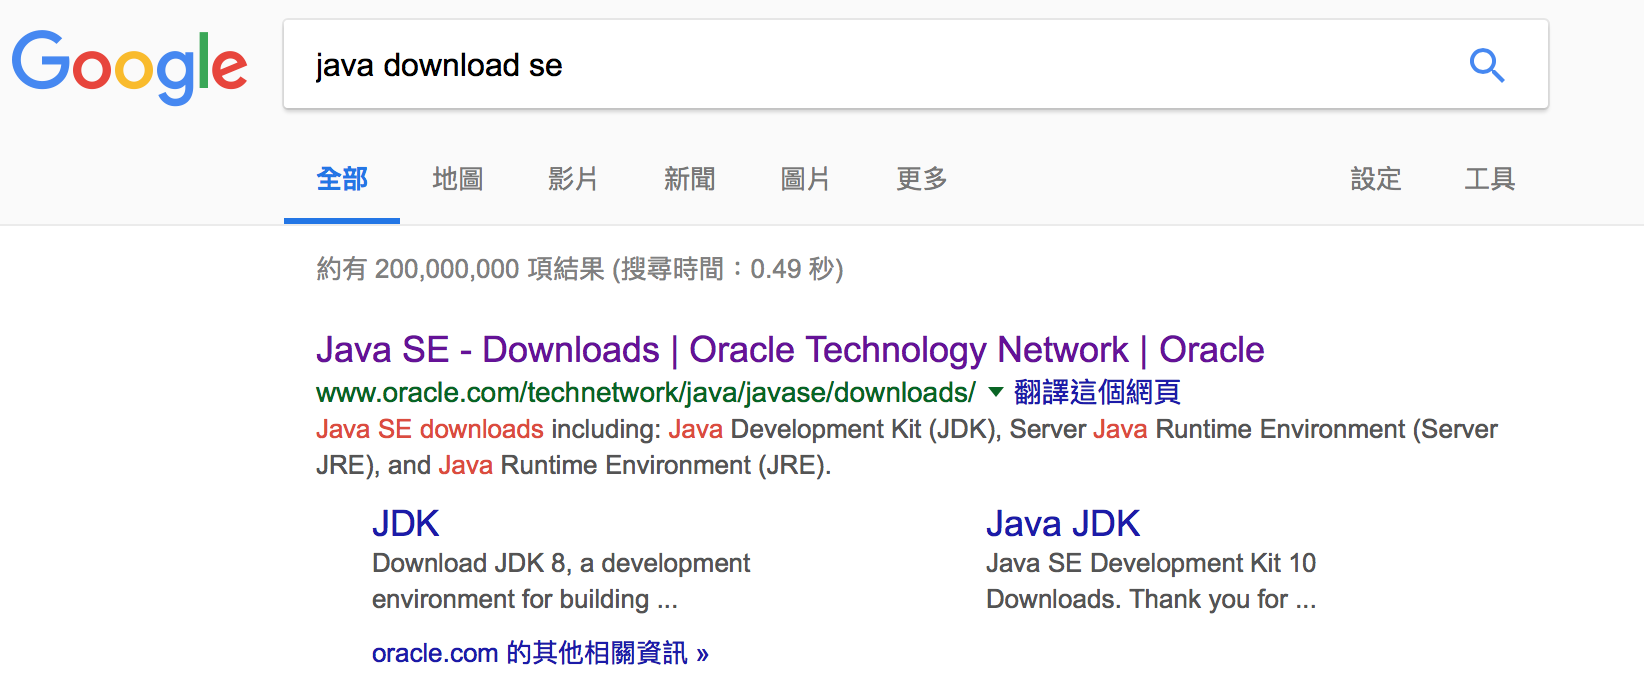 Google
java download se
全部 地圖 影片 新聞 圖片 更多 設定 工具
約有 200,000,000 項結果 (搜尋時間：0.49 秒)
Java SE - Downloads | Oracle Technology Network | Oracle
www.oracle.com/technetwork/java/javase/downloads/ ▼ 翻譯這個網頁
Java SE downloads including: Java Development Kit (JDK), Server Java Runtime Environment (Server
JRE), and Java Runtime Environment (JRE).
JDK
Download JDK 8, a development
environment for building ...
Java JDK
Java SE Development Kit 10
Downloads. Thank you for ...
oracle.com 的其他相關資訊 »